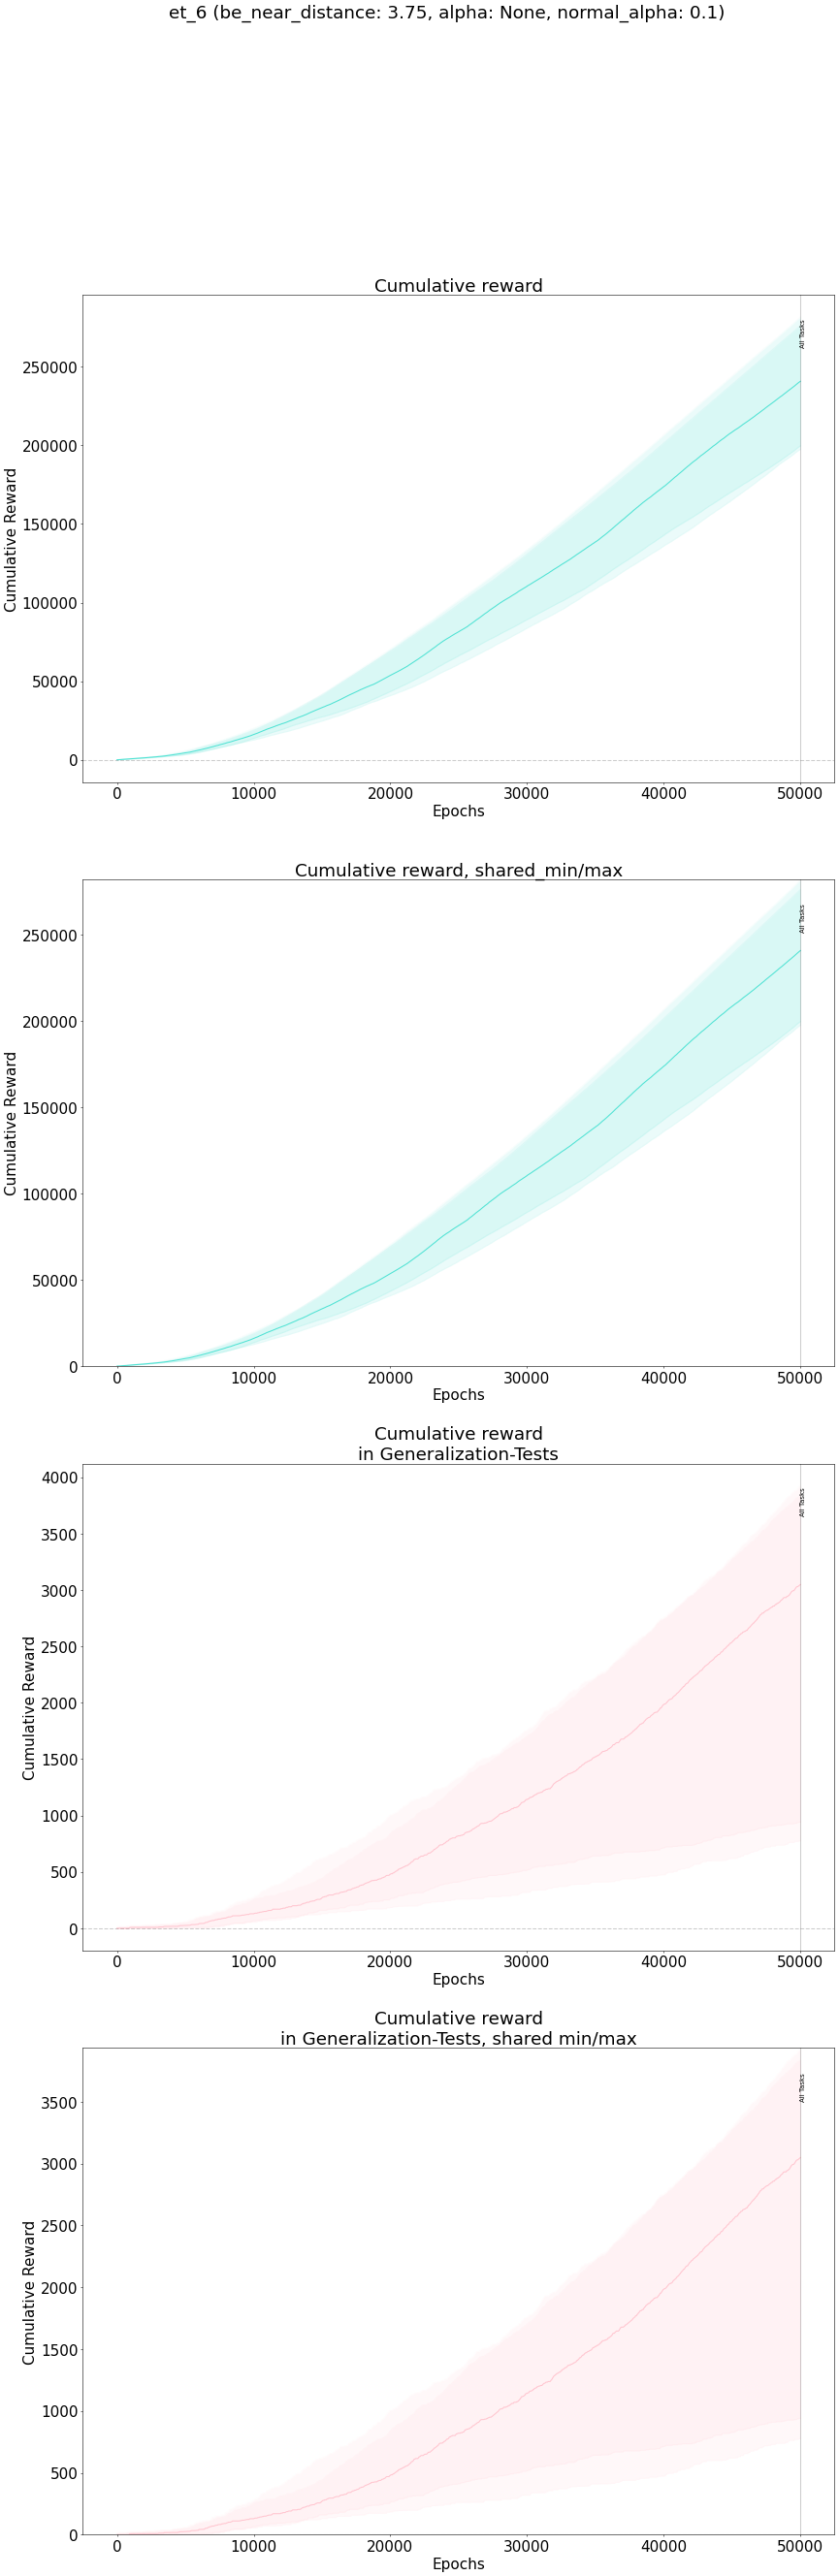 et_6 (be_near_distance: 3.75, alpha: None, normal_alpha: 0.1)
Cumulative reward
250000
200000
150000
100000
50000
0
Cumulative Reward
All Tasks
0 10000 20000 30000 40000 50000
Epochs
Cumulative reward, shared_min/max
250000
200000
150000
100000
50000
0
Cumulative Reward
All Tasks
0 10000 20000 30000 40000 50000
Epochs
Cumulative reward
in Generalization-Tests
4000
3500
3000
2500
2000
1500
1000
500
0
Cumulative Reward
All Tasks
0 10000 20000 30000 40000 50000
Epochs
Cumulative reward
in Generalization-Tests, shared min/max
3500
3000
2500
2000
1500
1000
500
0
Cumulative Reward
All Tasks
0 10000 20000 30000 40000 50000
Epochs